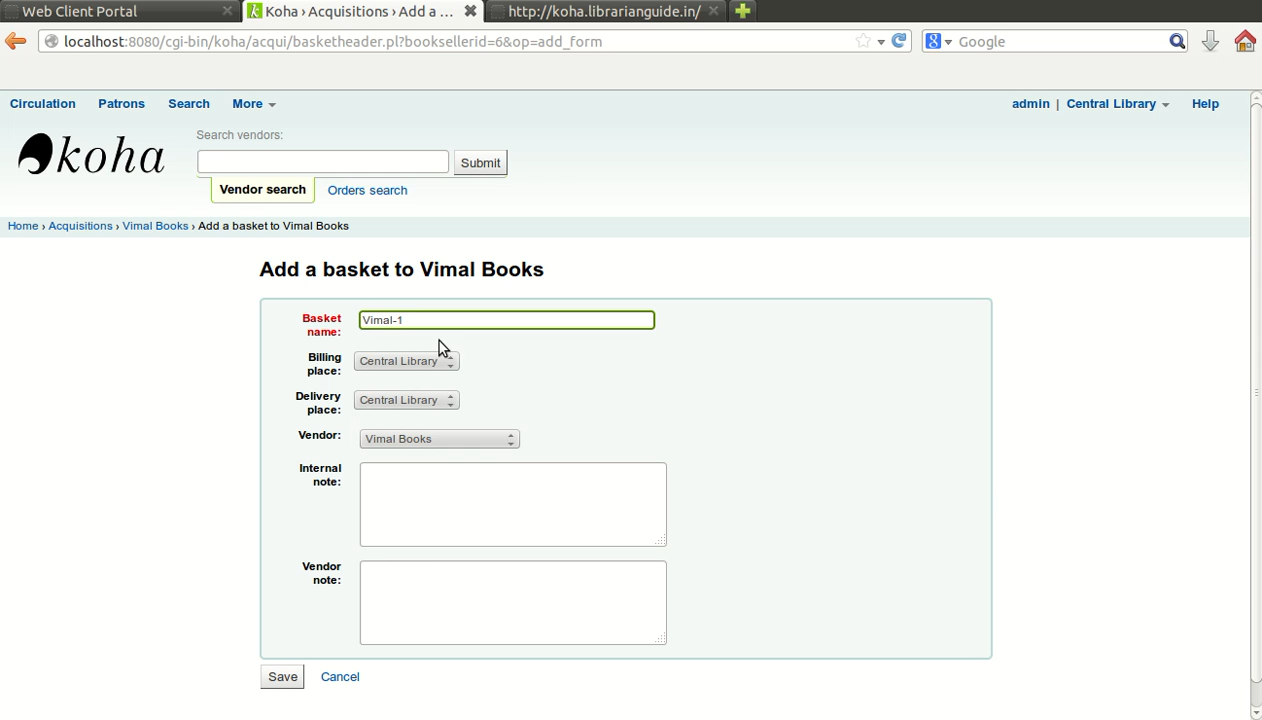 Web Client Portal
Koha › Acquisitions › Add a ...
http://koha.librarianguide.in/
localhost:8080/cgi-bin/koha/acqui/basketheader.pl?booksellerid=6&op=add_form
Google
Circulation Patrons Search More
admin | Central Library Help
koha
Search vendors:
Submit
Vendor search Orders search
Home › Acquisitions › Vimal Books › Add a basket to Vimal Books
Add a basket to Vimal Books
Basket name: Vimal-1
Billing place: Central Library
Delivery place: Central Library
Vendor: Vimal Books
Internal note:
Vendor note:
Save Cancel